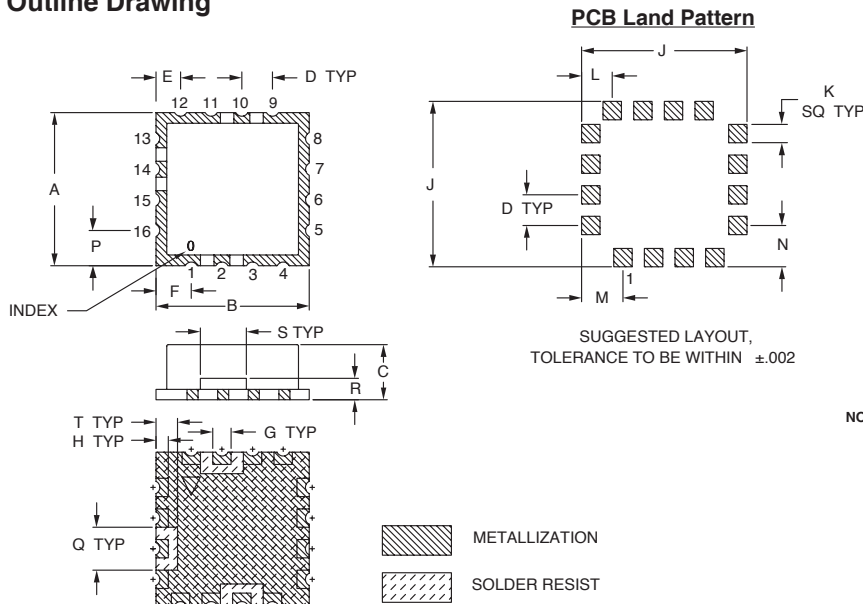 Outline Drawing
PCB Land Pattern
E
D TYP
12 11 10 9
13
14
15
16
8
7
6
5
A
P
0
1 2 3 4
F
B
INDEX
J
L
K
SQ TYP
J
D TYP
N
1
M
SUGGESTED LAYOUT,
TOLERANCE TO BE WITHIN ±.002
S TYP
C
R
T TYP
H TYP
G TYP
Q TYP
METALLIZATION
SOLDER RESIST